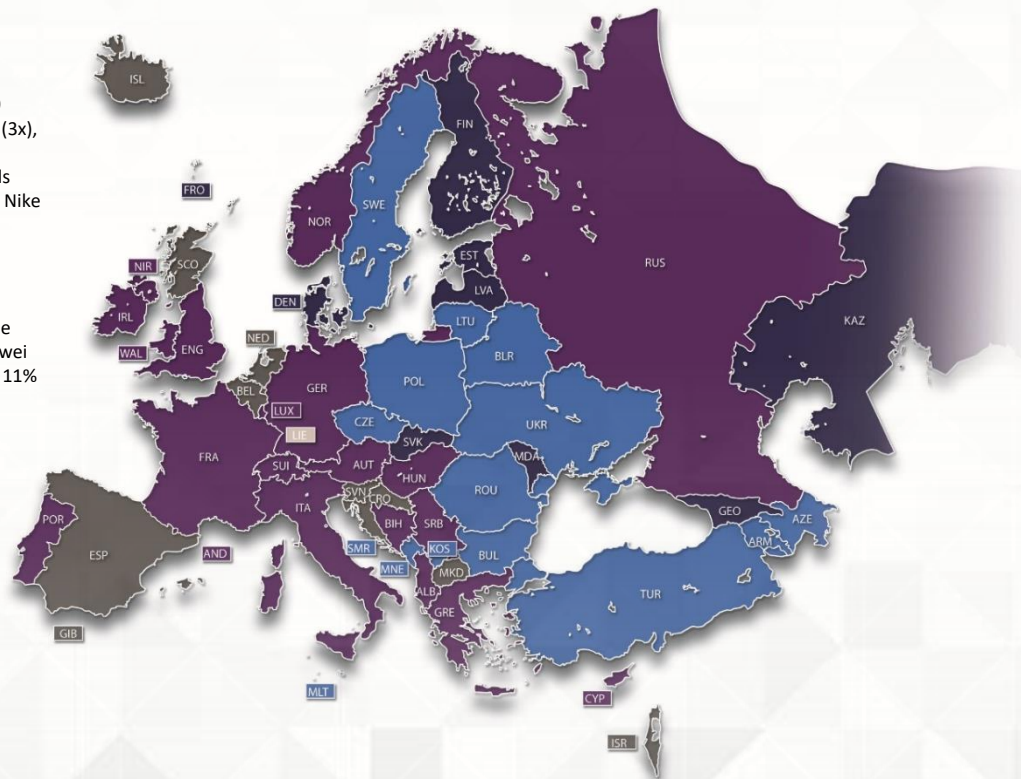 (3x),
ls
Nike
e
wei
11%
ISL
FIN
FRO
SWE
NOR
RUS
SCO
NIR
EST
LVA
DEN
KAZ
IRL
LTU
NED
WAL
ENG
BLR
GER
POL
BEL
LUX
CZE
UKR
LIE
SVK
FRA
MDA
SUI
AUT
HUN
ROU
SVN
CRO
ITA
GEO
POR
BIH
SRB
AZE
ARM
ESP
AND
SMR
KOS
BUL
MNE
MKD
ALB
TUR
GRE
GIB
MLT
CYP
ISR